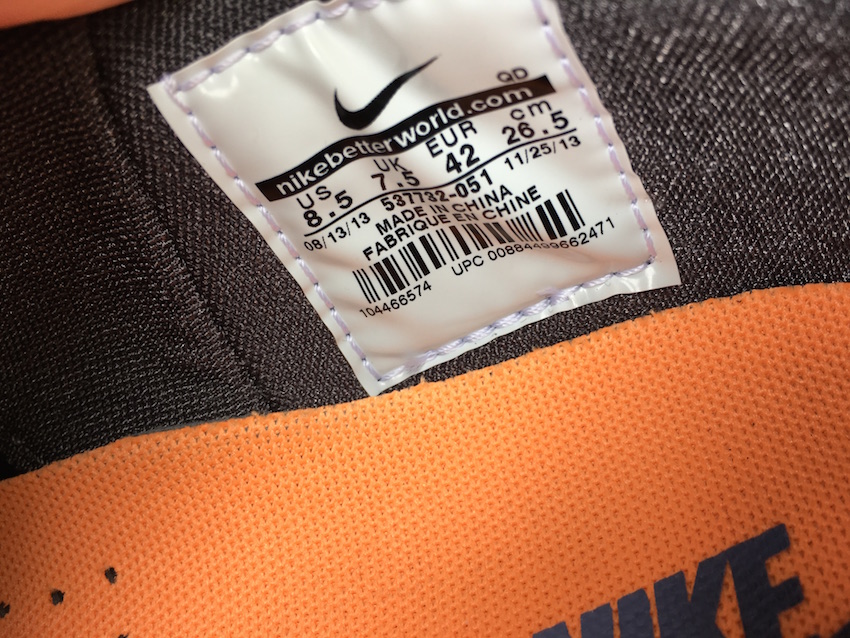 QD
nikebetterworld.com
US UK EUR cm
8.5 7.5 42 26.5
08/13/13 537732-051 11/25/13
MADE IN CHINA
FABRIQUE EN CHINE
104466574 UPC 00884499662471
NIKE